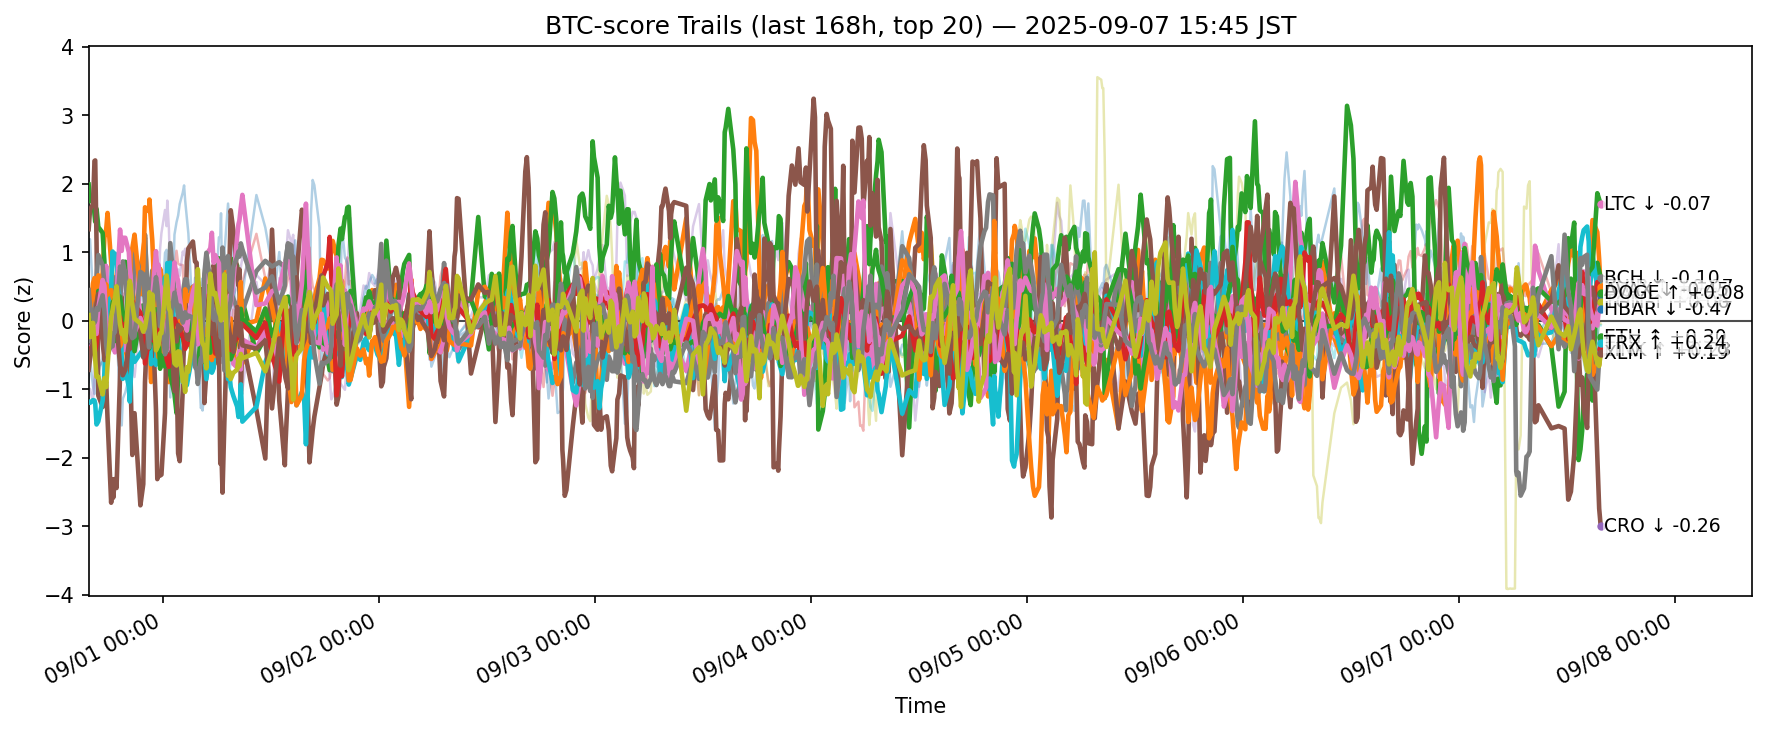 BTC-score Trails (last 168h, top 20) — 2025-09-07 15:45 JST
Score (z)
4
3
2
1
0
−1
−2
−3
−4
LTC ↓ -0.07
BCH ↓ -0.10
DOGE ↑ +0.08
HBAR ↓ -0.47
TRX ↑ +0.24
XLM ↑ +0.19
CRO ↓ -0.26
09/01 00:00
09/02 00:00
09/03 00:00
09/04 00:00
09/05 00:00
09/06 00:00
09/07 00:00
09/08 00:00
Time